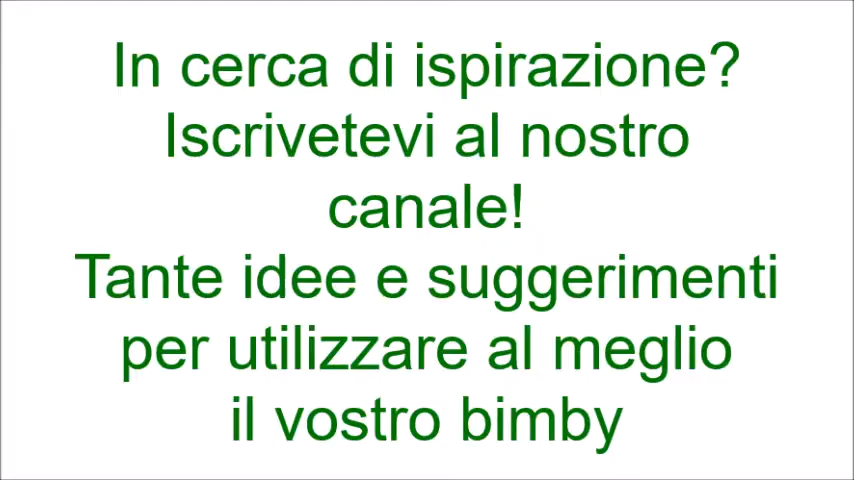 In cerca di ispirazione?
Iscrivetevi al nostro
canale!
Tante idee e suggerimenti
per utilizzare al meglio
il vostro bimby